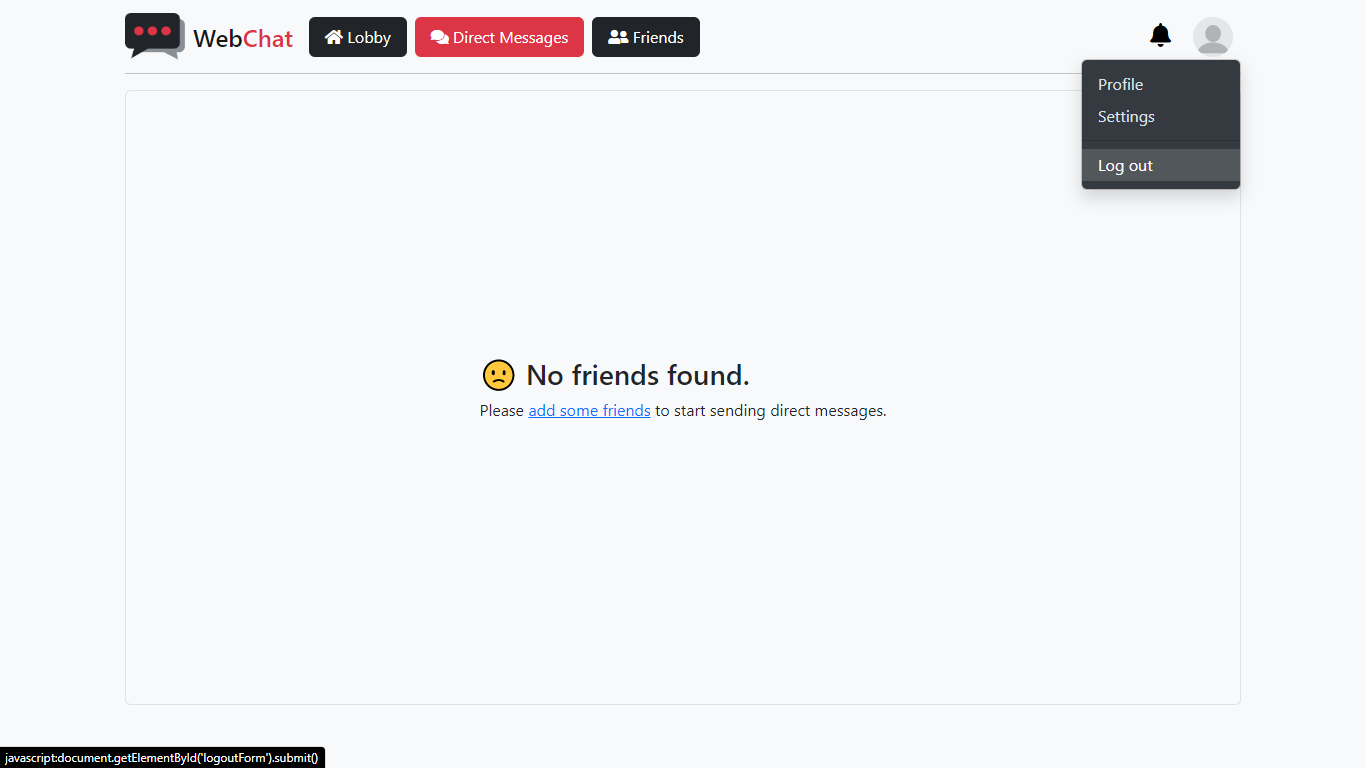 WebChat
Lobby
Direct Messages
Friends
Profile
Settings
Log out
No friends found.
Please add some friends to start sending direct messages.
javascript:document.getElementById('logoutForm').submit()